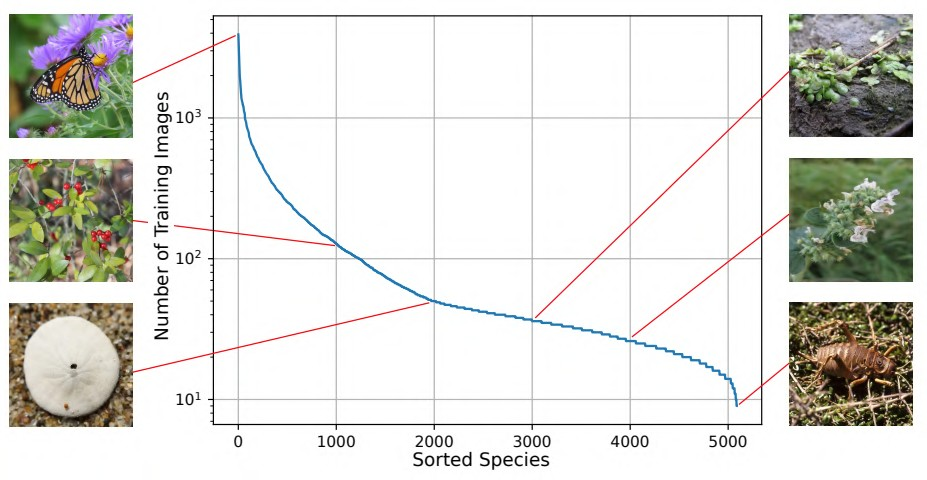 Number of Training Images
10³
10²
10¹
0 1000 2000 3000 4000 5000
Sorted Species